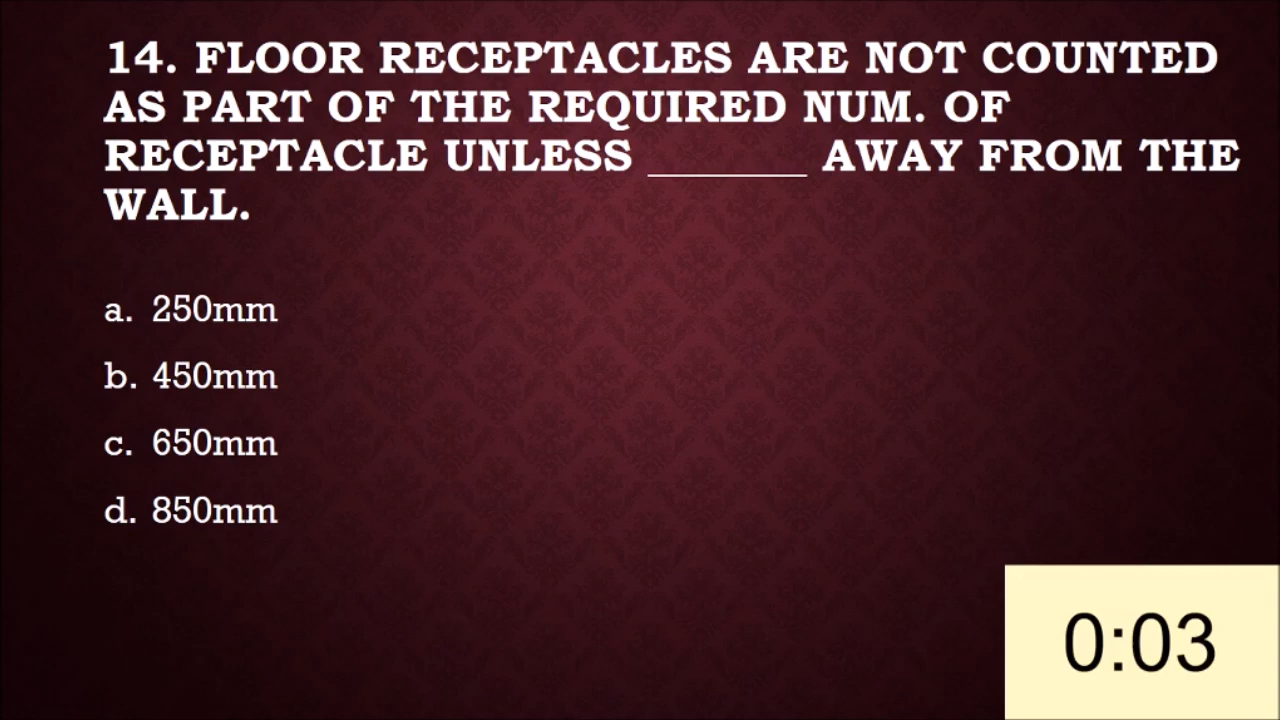 14. FLOOR RECEPTACLES ARE NOT COUNTED
AS PART OF THE REQUIRED NUM. OF
RECEPTACLE UNLESS _______ AWAY FROM THE
WALL.
a. 250mm
b. 450mm
c. 650mm
d. 850mm
0:03